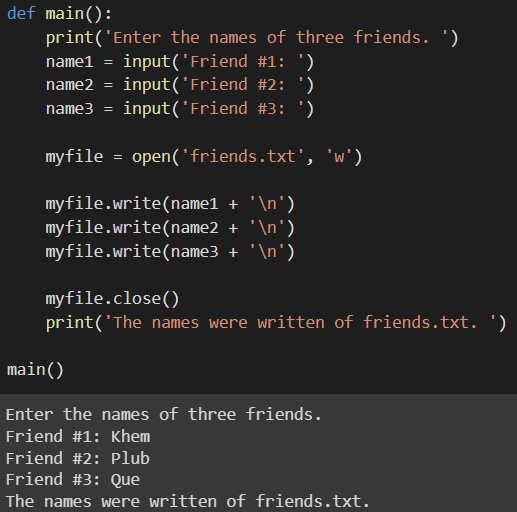 def main():
    print('Enter the names of three friends. ')
    name1 = input('Friend #1: ')
    name2 = input('Friend #2: ')
    name3 = input('Friend #3: ')
    myfile = open('friends.txt', 'w')
    myfile.write(name1 + '\n')
    myfile.write(name2 + '\n')
    myfile.write(name3 + '\n')
    myfile.close()
    print('The names were written of friends.txt. ')
main()
Enter the names of three friends.
Friend #1: Khem
Friend #2: Plub
Friend #3: Que
The names were written of friends.txt.